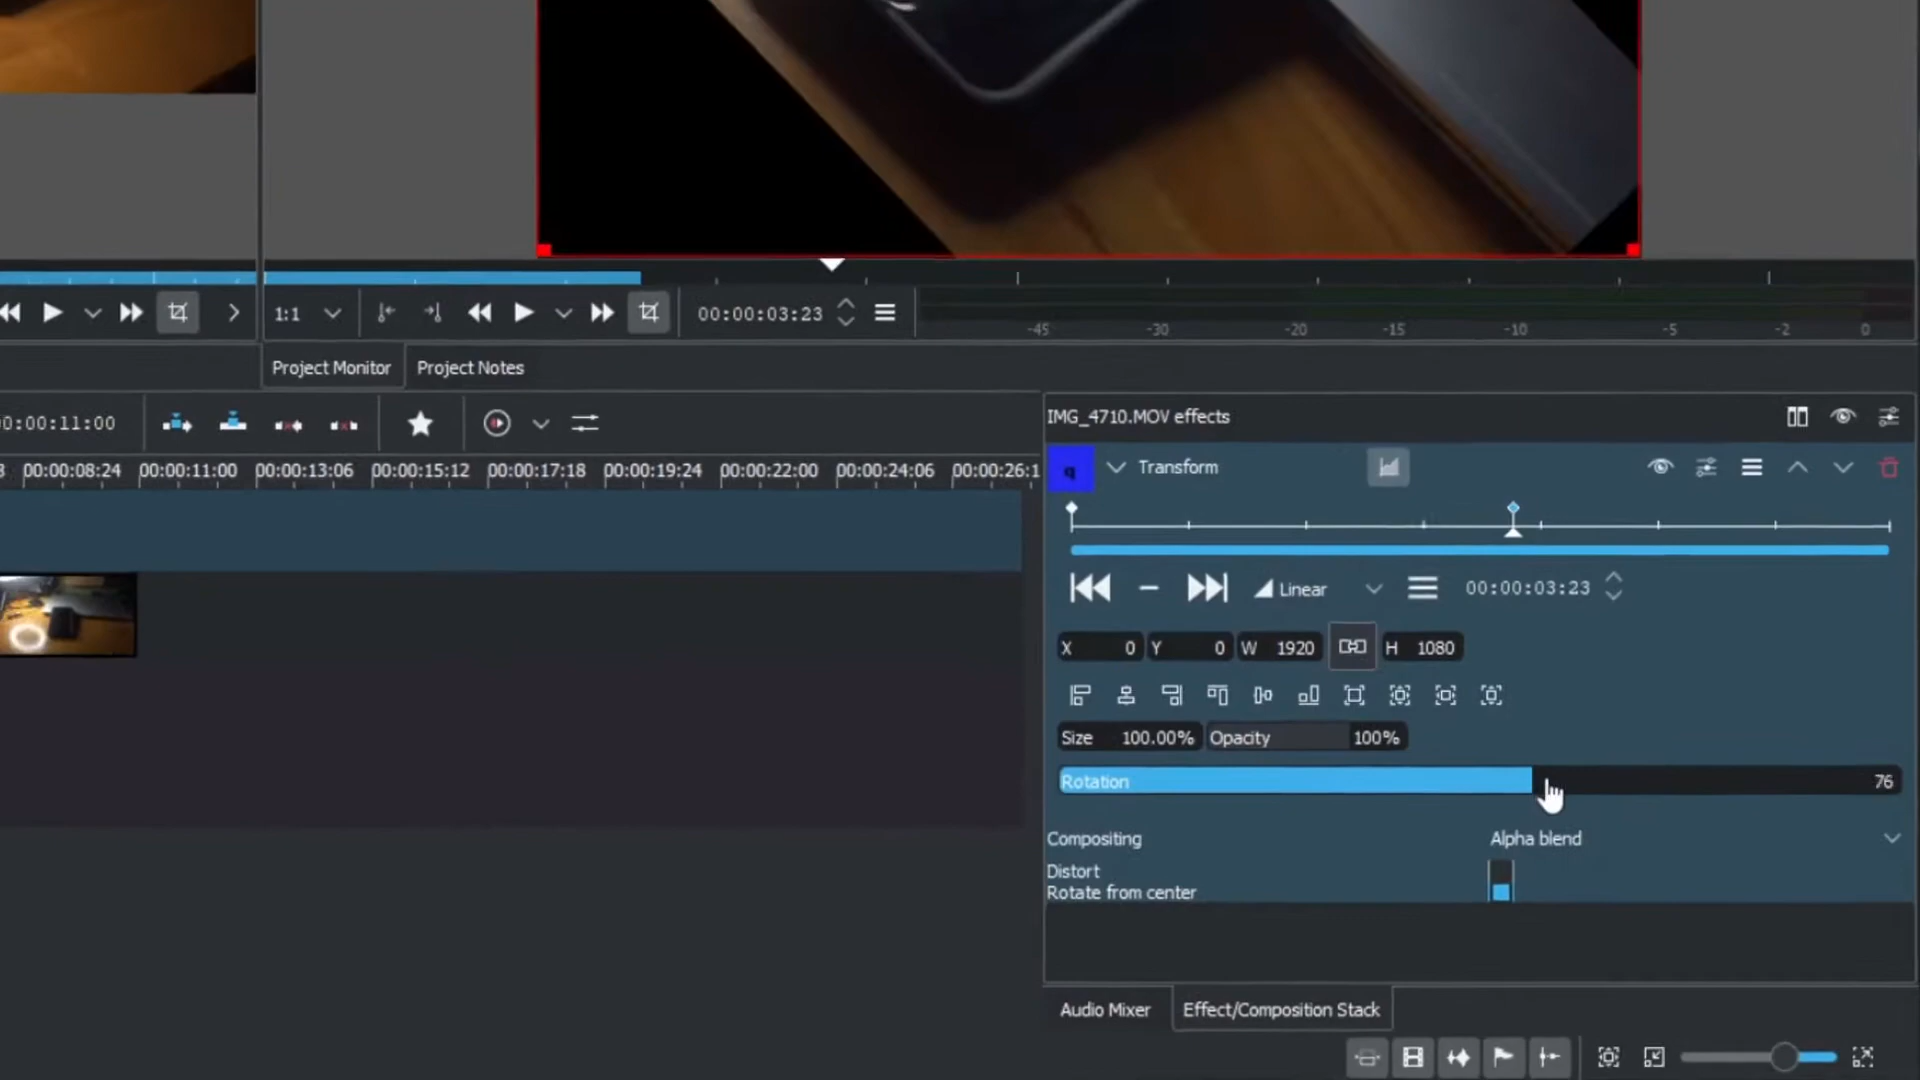 1:1
00:00:03:23
-45 -30 -20 -15 -10 -5 -2 0
Project Monitor Project Notes
0:00:11:00
IMG_4710.MOV effects
00:00:08:24 00:00:11:00 00:00:13:06 00:00:15:12 00:00:17:18 00:00:19:24 00:00:22:00 00:00:24:06 00:00:26:1
q Transform
Linear 00:00:03:23
X 0 Y 0 W 1920 H 1080
Size 100.00% Opacity 100%
Rotation 76
Compositing Alpha blend
Distort
Rotate from center
Audio Mixer Effect/Composition Stack